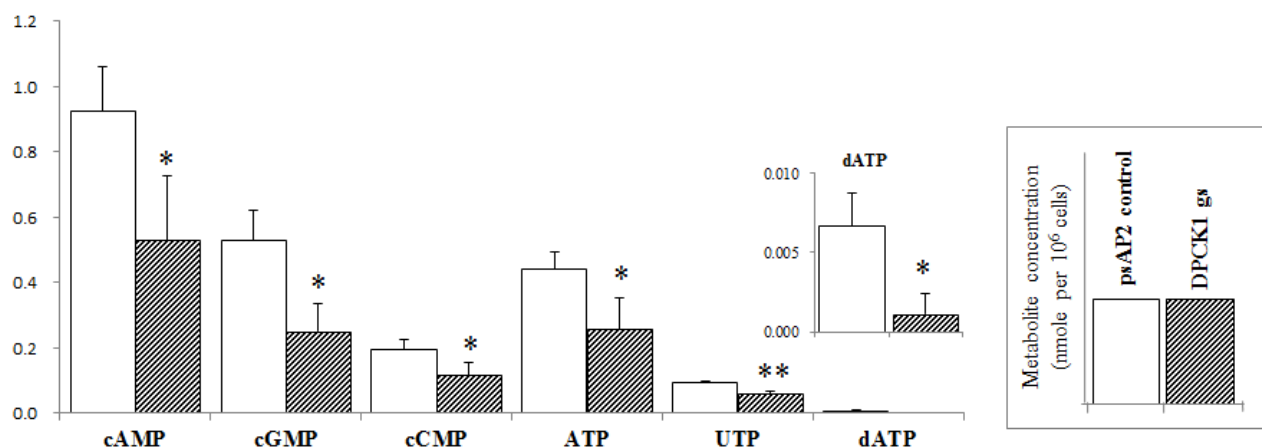 1.2
1.0
0.8
0.6
0.4
0.2
0.0
*
*
*
*
**
cAMP
cGMP
cCMP
ATP
UTP
dATP
dATP
0.010
0.005
0.000
*
Metabolite concentration
(nmole per 10⁶ cells)
psAP2 control
DPCK1 gs